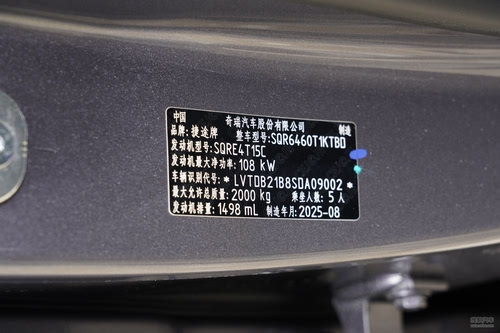 中国 奇瑞汽车股份有限公司 制造
品牌: 捷途牌 整车型号: SQR6460T1KTBD
发动机型号: SQRE4T15C
发动机最大净功率: 108 kW
车辆识别代号: * LVTDB21B8SDA09002 *
最大允许总质量: 2000 kg 乘坐人数: 5 人
发动机排量: 1498 mL 制造年月: 2025-08